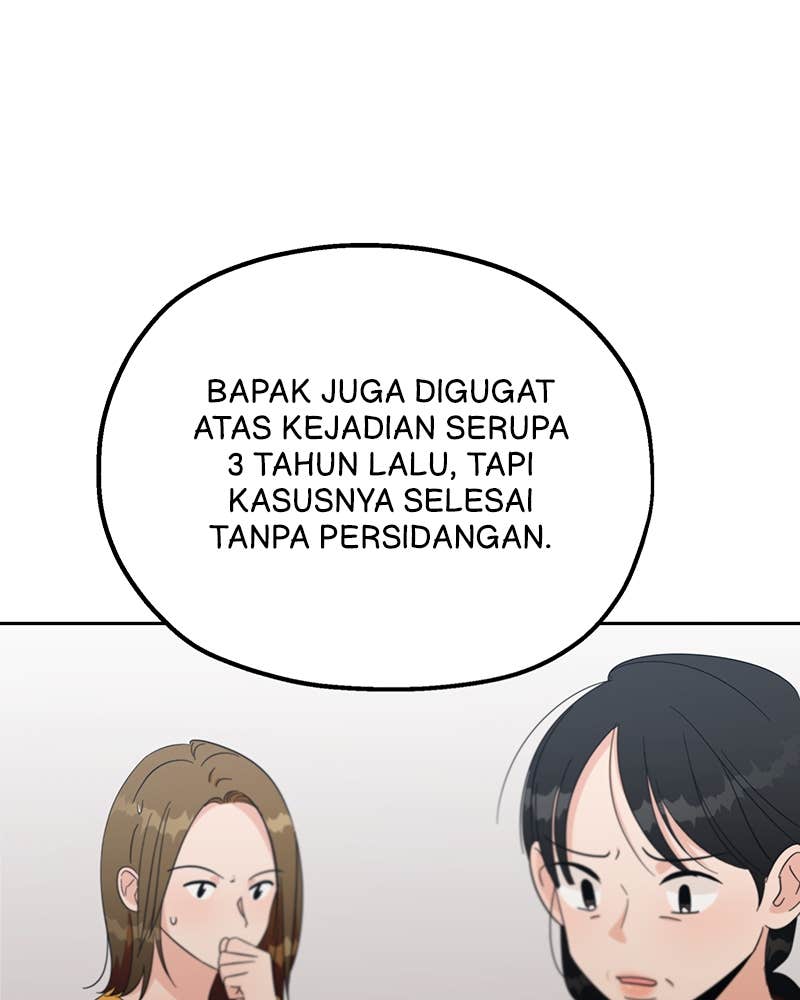 BAPAK JUGA DIGUGAT
ATAS KEJADIAN SERUPA
3 TAHUN LALU, TAPI
KASUSNYA SELESAI
TANPA PERSIDANGAN.